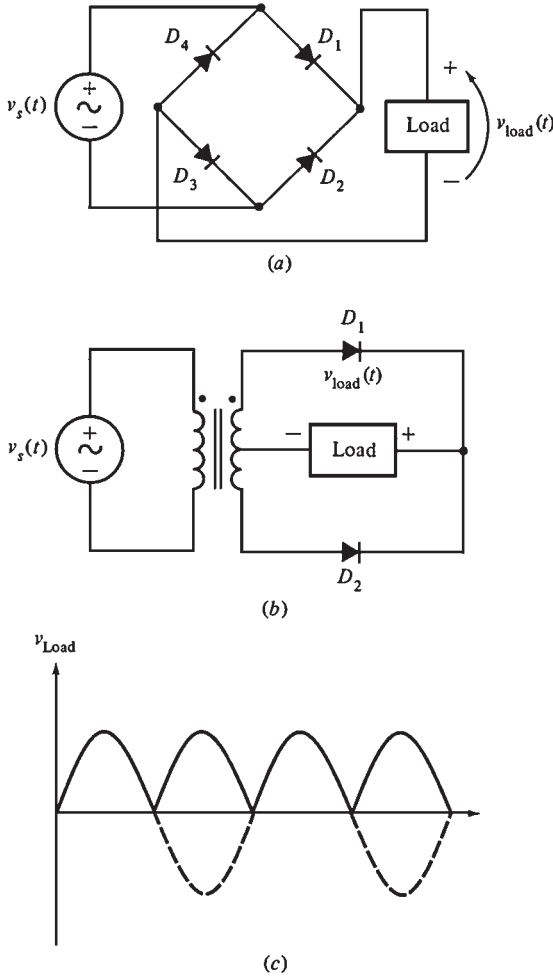 D4 D1
+
vs(t) + −
Load
vload(t)
D3 D2
−
(a)
D1
vload(t)
vs(t) + −
− Load +
D2
(b)
vLoad
(c)